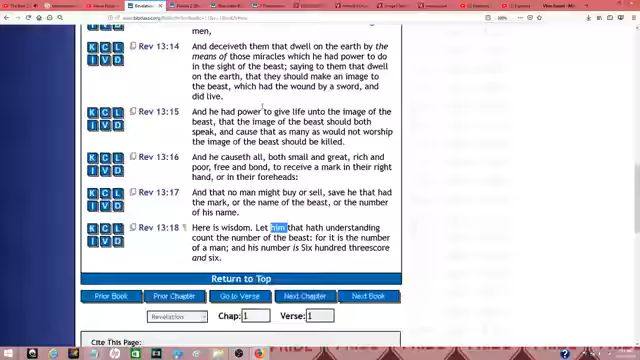 Revelation
men,
K C L
I V D
Rev 13:14
And deceiveth them that dwell on the earth by the
means of those miracles which he had power to do
in the sight of the beast; saying to them that dwell
on the earth, that they should make an image to
the beast, which had the wound by a sword, and
did live.
K C L
I V D
Rev 13:15
And he had power to give life unto the image of the
beast, that the image of the beast should both
speak, and cause that as many as would not worship
the image of the beast should be killed.
K C L
I V D
Rev 13:16
And he causeth all, both small and great, rich and
poor, free and bond, to receive a mark in their right
hand, or in their foreheads:
K C L
I V D
Rev 13:17
And that no man might buy or sell, save he that had
the mark, or the name of the beast, or the number
of his name.
K C L
I V D
Rev 13:18 ¶
Here is wisdom. Let him that hath understanding
count the number of the beast: for it is the number
of a man; and his number is Six hundred threescore
and six.
Return to Top
Prior Book Prior Chapter Go to Verse Next Chapter Next Book
Revelation Chap: 1 Verse: 1
Cite This Page: